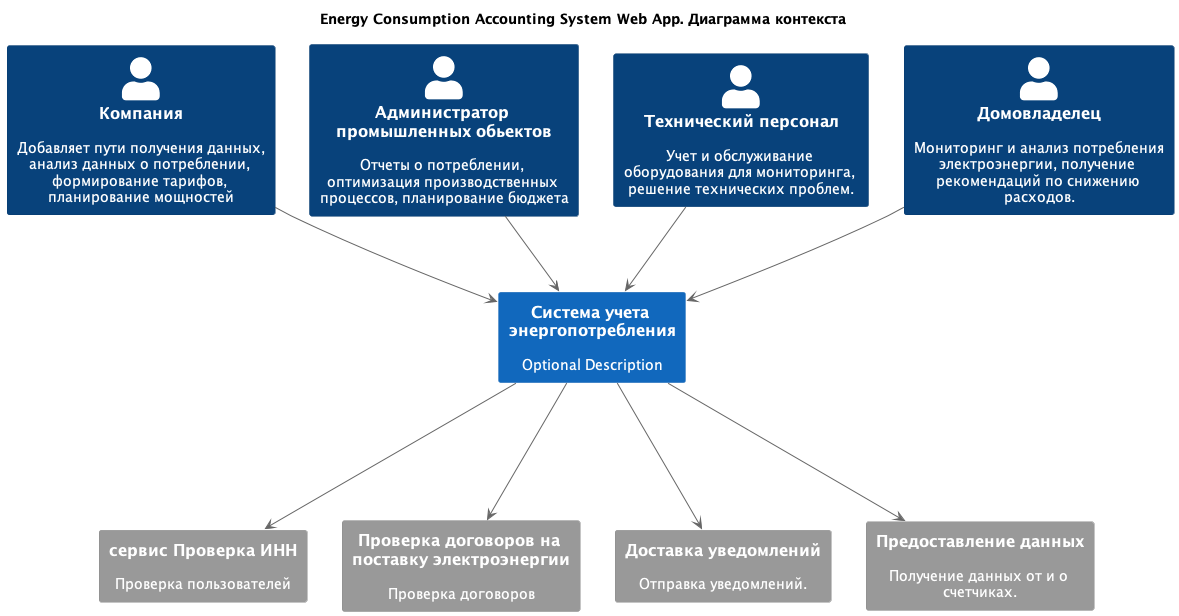 Energy Consumption Accounting System Web App. Диаграмма контекста
Компания
Добавляет пути получения данных,
анализ данных о потреблении,
формирование тарифов,
планирование мощностей
Администратор
промышленных обьектов
Отчеты о потреблении,
оптимизация производственных
процессов, планирование бюджета
Технический персонал
Учет и обслуживание
оборудования для мониторинга,
решение технических проблем.
Домовладелец
Мониторинг и анализ потребления
электроэнергии, получение
рекомендаций по снижению
расходов.
Система учета
энергопотребления
Optional Description
сервис Проверка ИНН
Проверка пользователей
Проверка договоров на
поставку электроэнергии
Проверка договоров
Доставка уведомлений
Отправка уведомлений.
Предоставление данных
Получение данных от и о
счетчиках.